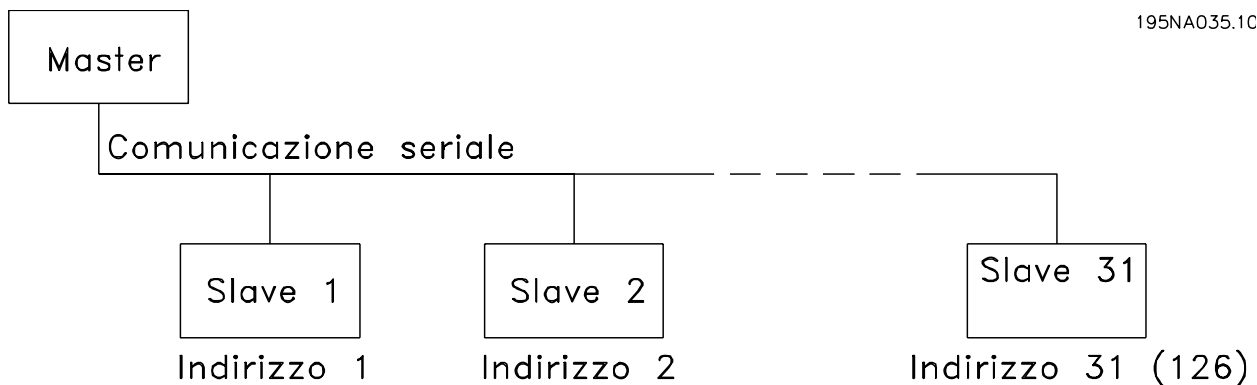 195NA035.10
Master
Comunicazione seriale
Slave 1
Slave 2
Slave 31
Indirizzo 1
Indirizzo 2
Indirizzo 31 (126)